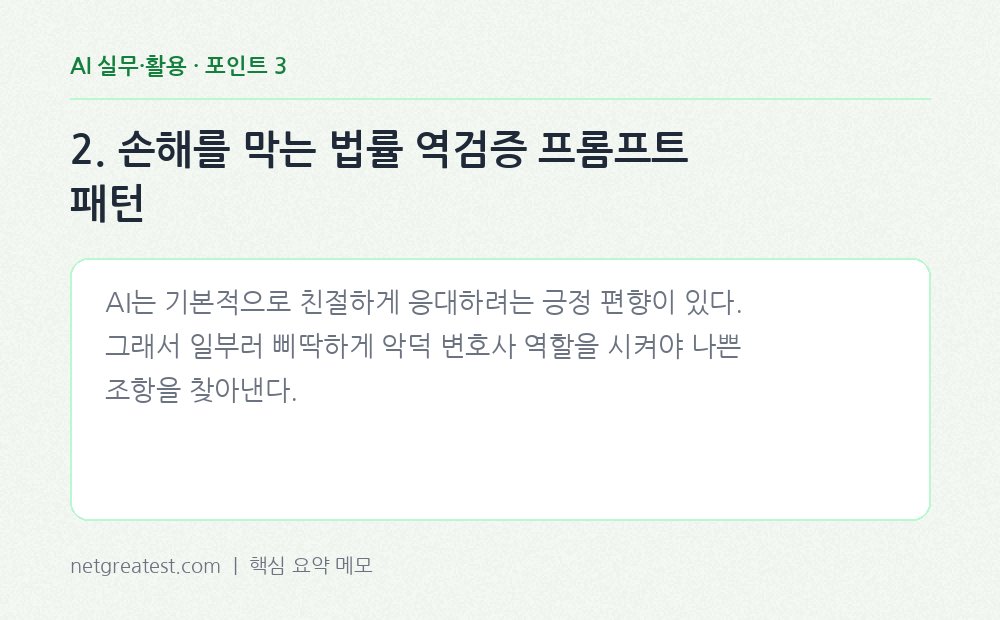 AI 실무·활용 · 포인트 3
2. 손해를 막는 법률 역검증 프롬프트
패턴
AI는 기본적으로 친절하게 응대하려는 긍정 편향이 있다.
그래서 일부러 삐딱하게 악덕 변호사 역할을 시켜야 나쁜
조항을 찾아낸다.
netgreatest.com | 핵심 요약 메모